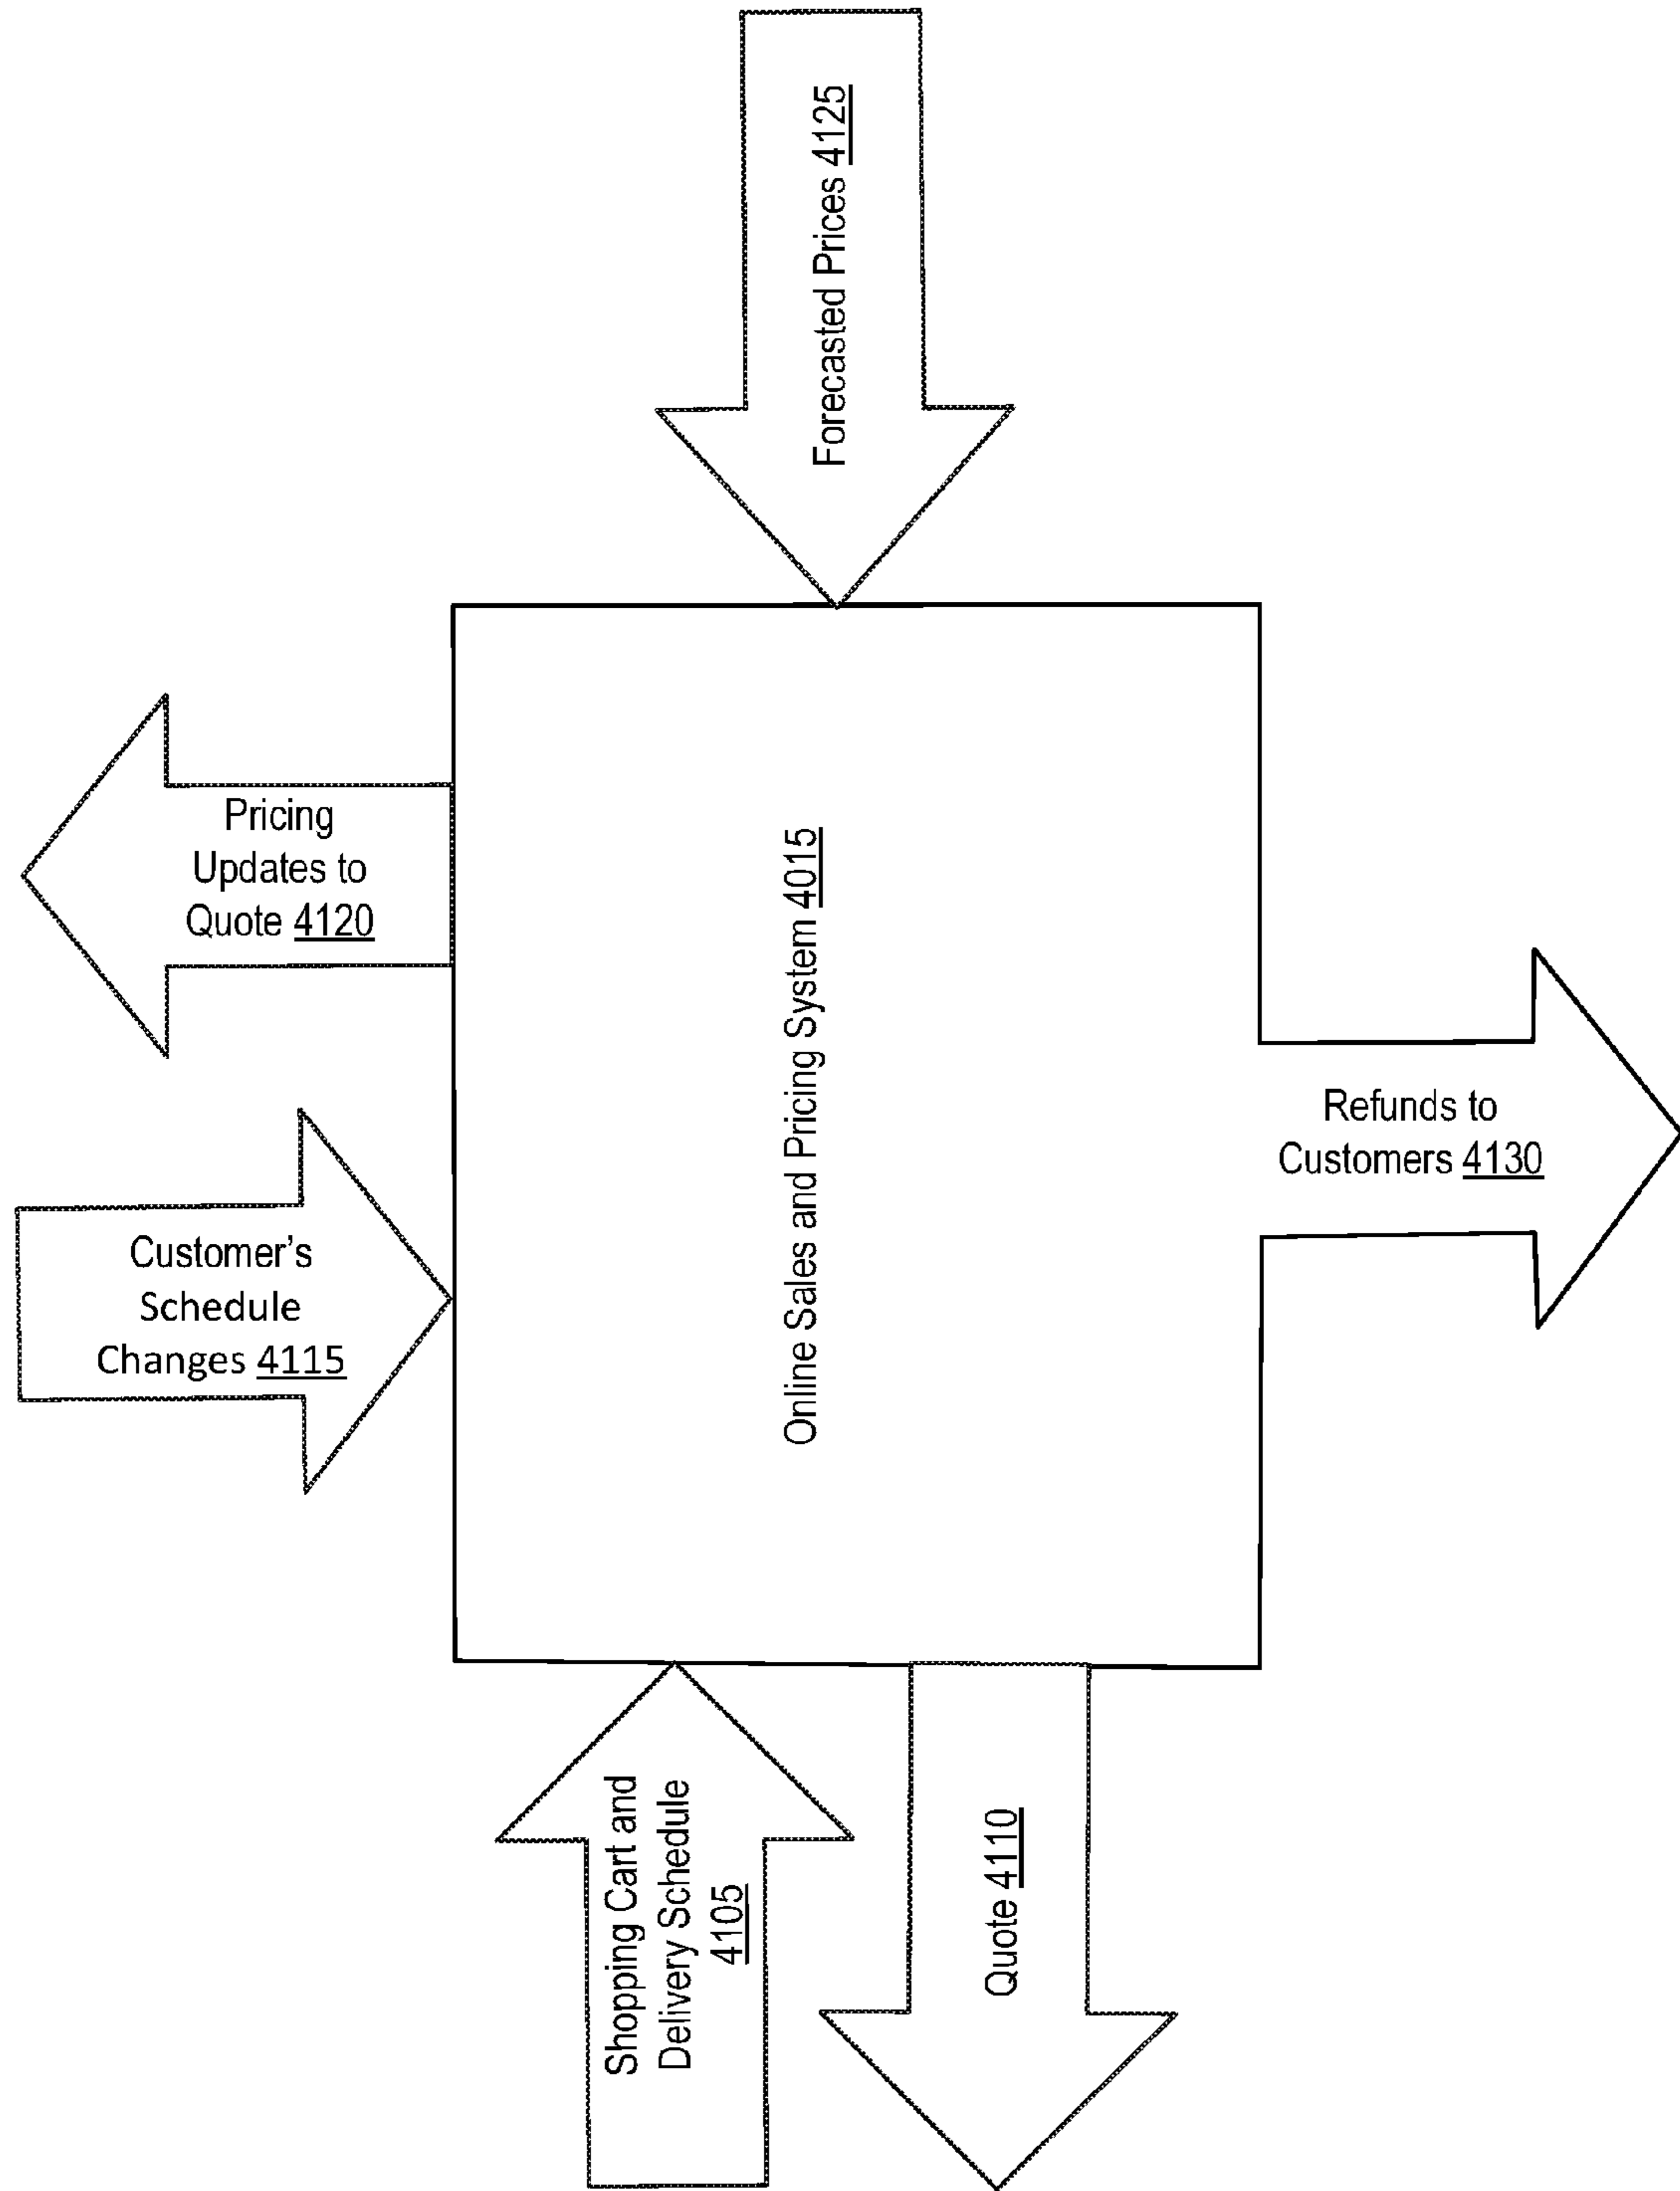 Pricing
Updates to
Quote 4120
Customer's
Schedule
Changes 4115
Forecasted Prices 4125
Online Sales and Pricing System 4015
Refunds to
Customers 4130
Shopping Cart and
Delivery Schedule
4105
Quote 4110